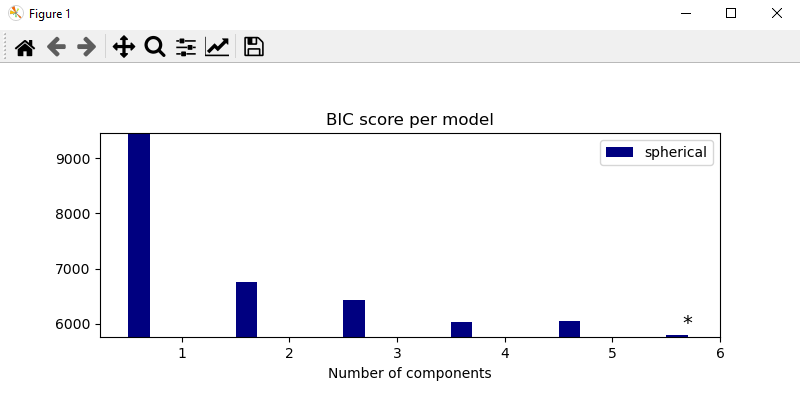 Figure 1
BIC score per model
9000
8000
7000
6000
spherical
*
1 2 3 4 5 6
Number of components